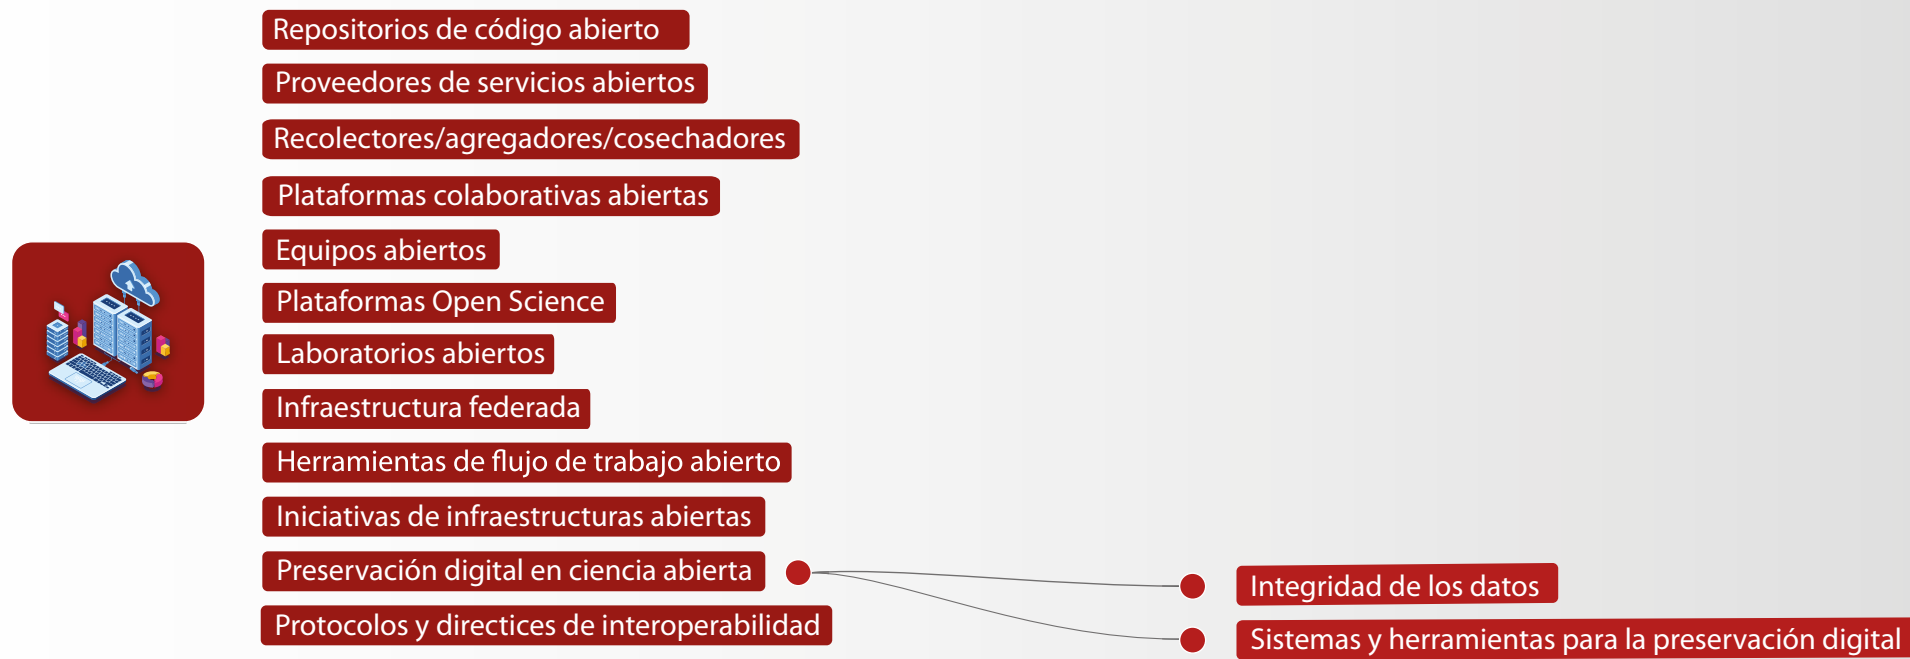 Repositorios de código abierto
Proveedores de servicios abiertos
Recolectores/agregadores/cosechadores
Plataformas colaborativas abiertas
Equipos abiertos
Plataformas Open Science
Laboratorios abiertos
Infraestructura federada
Herramientas de flujo de trabajo abierto
Iniciativas de infraestructuras abiertas
Preservación digital en ciencia abierta
Integridad de los datos
Protocolos y directices de interoperabilidad
Sistemas y herramientas para la preservación digital